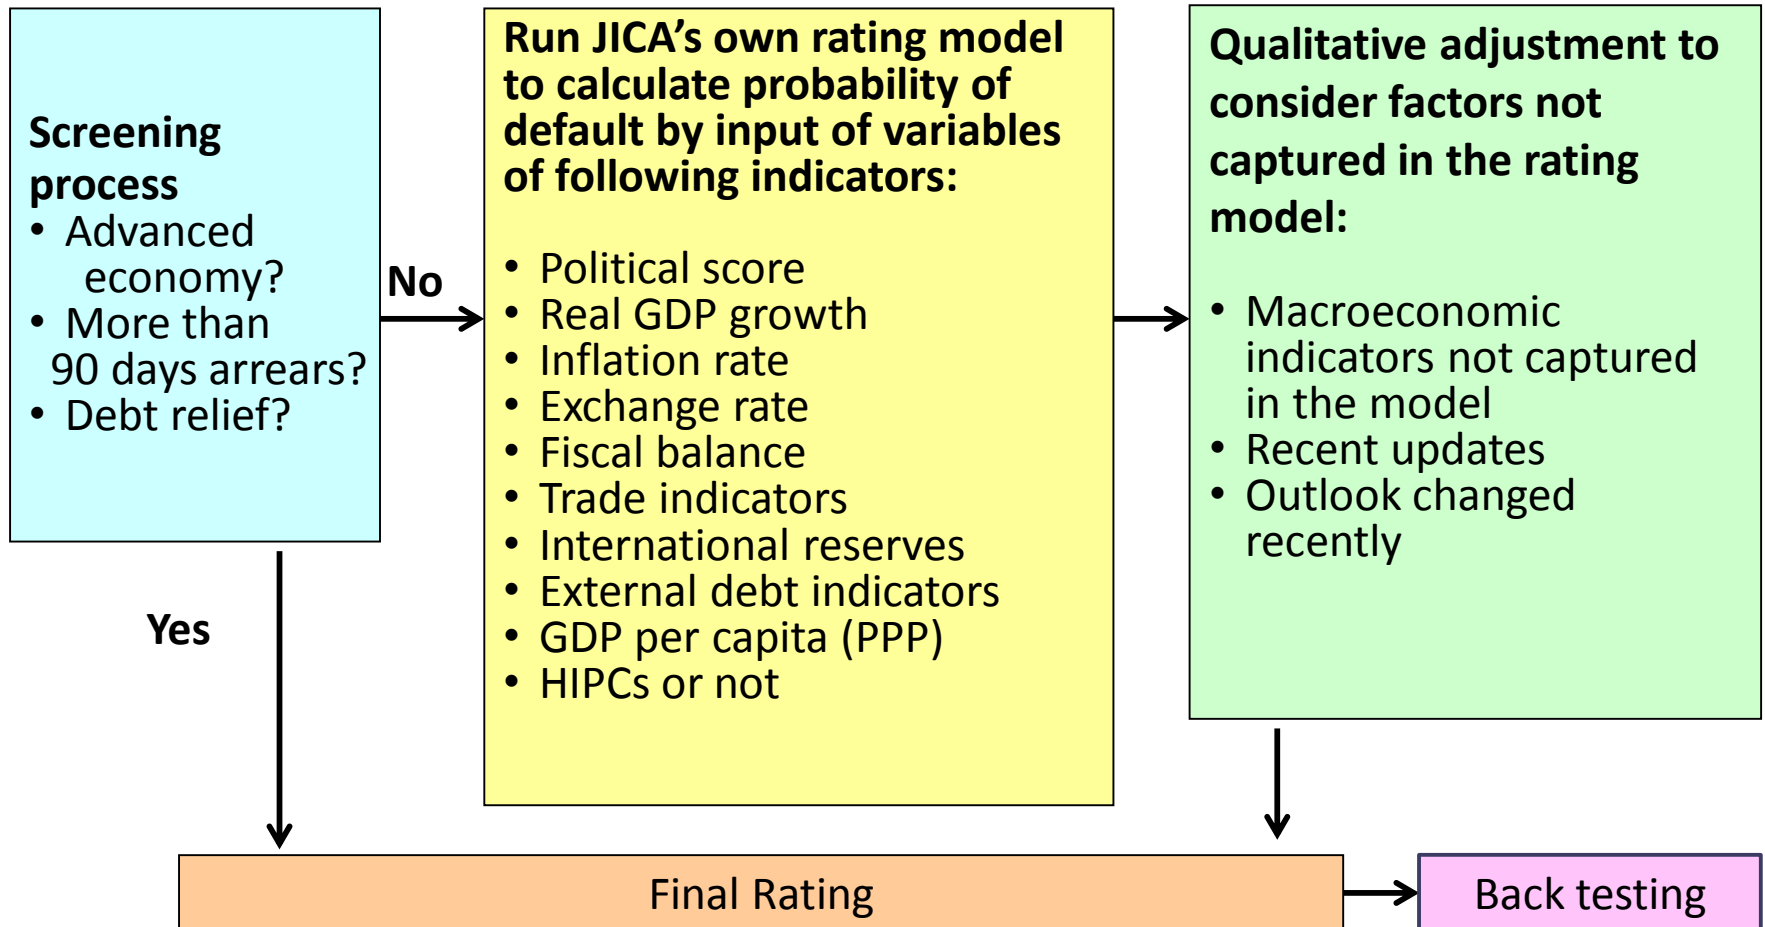 Screening
process
• Advanced
economy?
• More than
90 days arrears?
• Debt relief?
No
Yes
Run JICA’s own rating model
to calculate probability of
default by input of variables
of following indicators:
• Political score
• Real GDP growth
• Inflation rate
• Exchange rate
• Fiscal balance
• Trade indicators
• International reserves
• External debt indicators
• GDP per capita (PPP)
• HIPCs or not
Qualitative adjustment to
consider factors not
captured in the rating
model:
• Macroeconomic
indicators not captured
in the model
• Recent updates
• Outlook changed
recently
Final Rating
Back testing